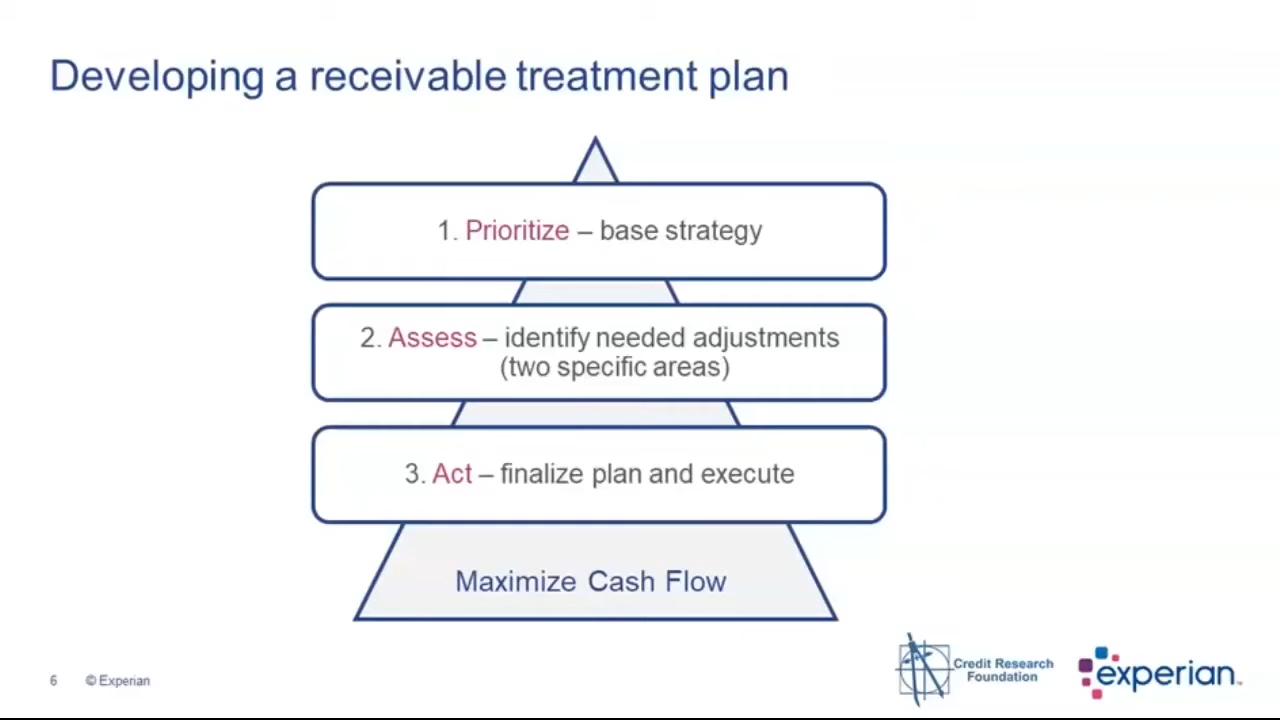 Developing a receivable treatment plan
1. Prioritize – base strategy
2. Assess – identify needed adjustments
(two specific areas)
3. Act – finalize plan and execute
Maximize Cash Flow
6 © Experian
Credit Research
Foundation
experian™